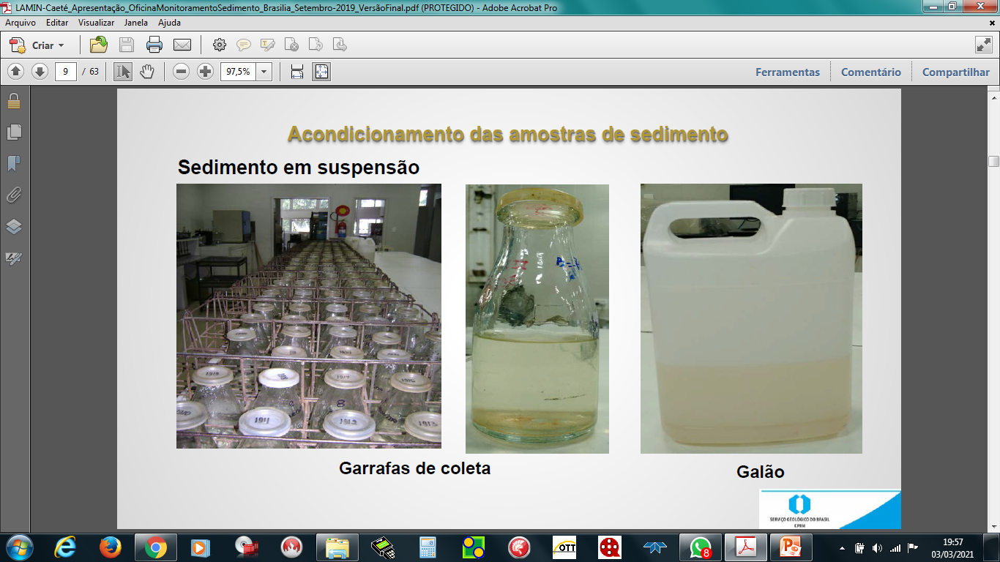 LAMIN-Caeté_Apresentação_OficinaMonitoramentoSedimento_Brasilia_Setembro-2019_VersãoFinal.pdf (PROTEGIDO) - Adobe Acrobat Pro
Arquivo Editar Visualizar Janela Ajuda
Criar
9 / 63
97,5%
Ferramentas Comentário Compartilhar
Acondicionamento das amostras de sedimento
Sedimento em suspensão
1911
1912
1913
Garrafas de coleta
Galão
SERVIÇO GEOLÓGICO DO BRASIL
CPRM
OTT
8
19:57
03/03/2021